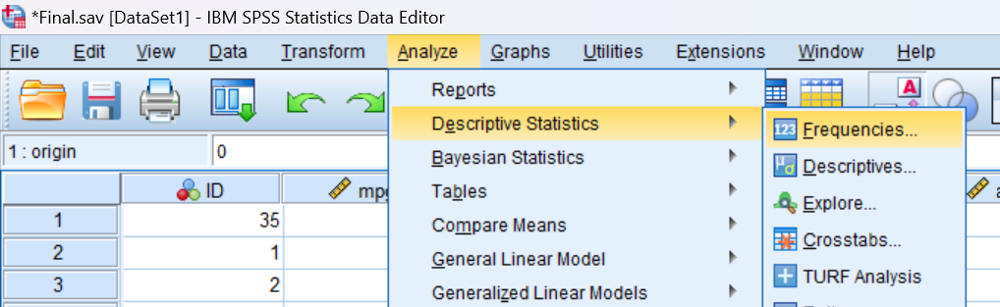 *Final.sav [DataSet1] - IBM SPSS Statistics Data Editor
File Edit View Data Transform Analyze Graphs Utilities Extensions Window Help
Reports
Descriptive Statistics
Bayesian Statistics
Tables
Compare Means
General Linear Model
Generalized Linear Models
123 Frequencies...
Descriptives...
Explore...
Crosstabs...
TURF Analysis
A
1 : origin 0
ID mpg
1 35
2 1
3 2